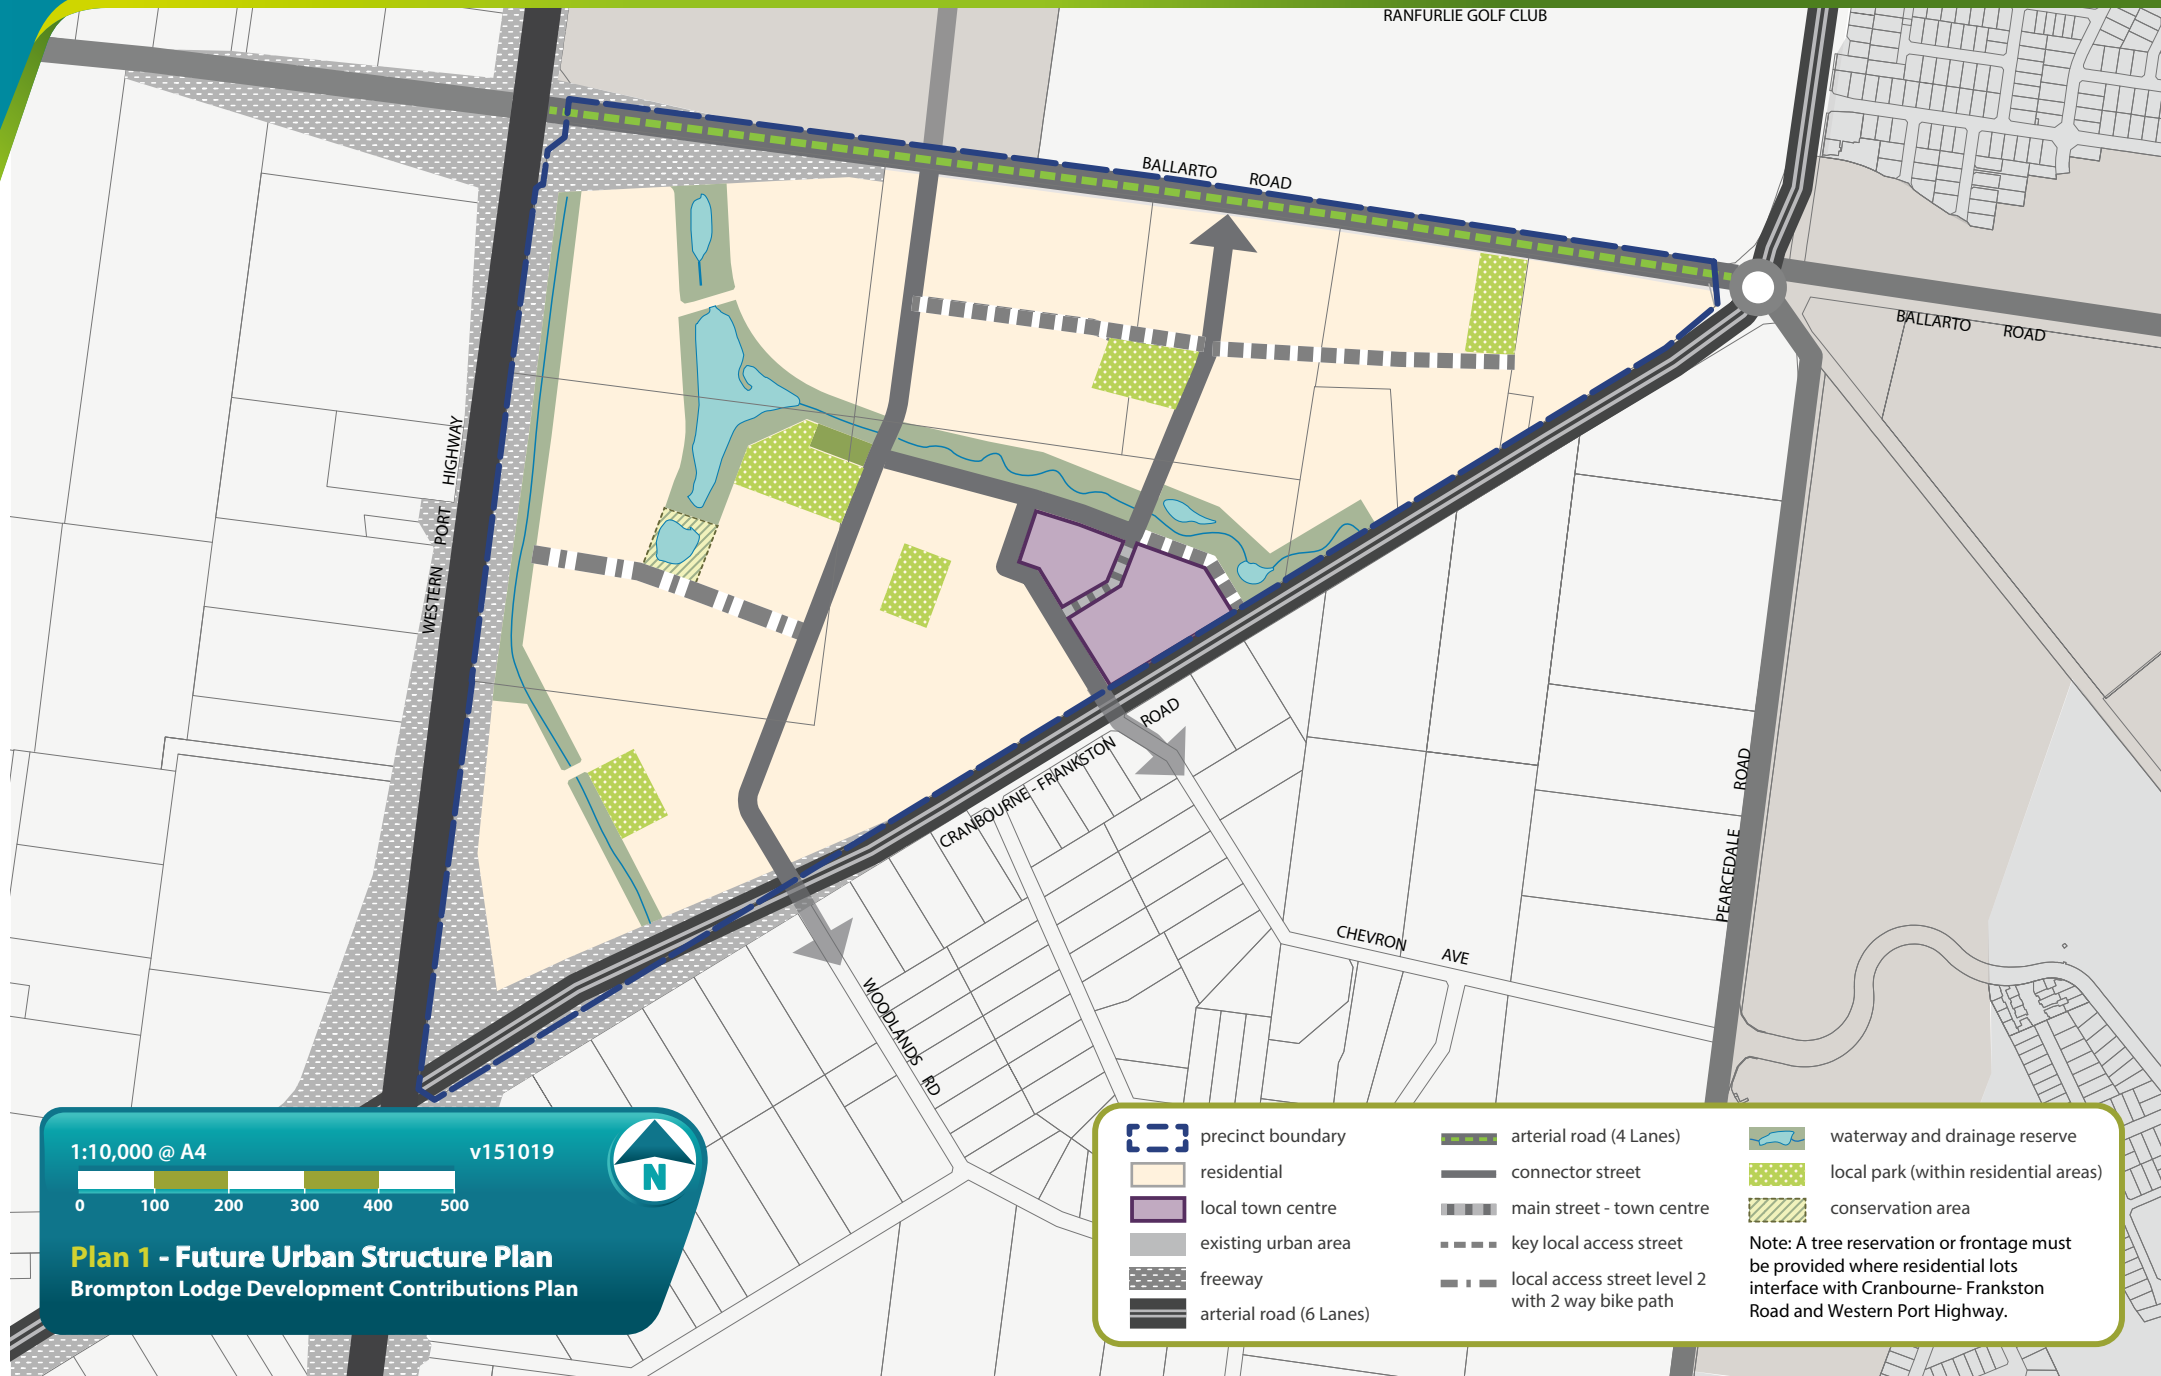 RANFURLIE GOLF CLUB
BALLARTO ROAD
BALLARTO ROAD
WESTERN PORT HIGHWAY
CRANBOURNE - FRANKSTON ROAD
PEARCEDALE ROAD
CHEVRON AVE
WOODLANDS RD
1:10,000 @ A4
v151019
0 100 200 300 400 500
N
Plan 1 - Future Urban Structure Plan
Brompton Lodge Development Contributions Plan
precinct boundary
residential
local town centre
existing urban area
freeway
arterial road (6 Lanes)
arterial road (4 Lanes)
connector street
main street - town centre
key local access street
local access street level 2
with 2 way bike path
waterway and drainage reserve
local park (within residential areas)
conservation area
Note: A tree reservation or frontage must
be provided where residential lots
interface with Cranbourne- Frankston
Road and Western Port Highway.